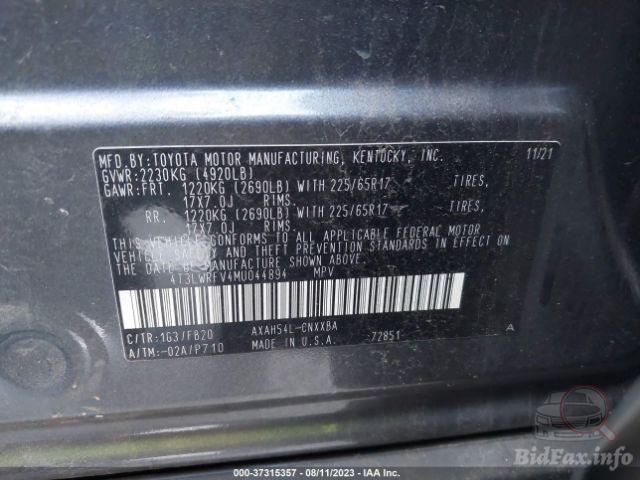 MFD.BY:TOYOTA MOTOR MANUFACTURING, KENTUCKY, INC. 11/21
GVWR:2230KG (4920LB)
GAWR:FRT. 1220KG (2690LB) WITH 225/65R17 TIRES,
17X7.0J RIMS.
RR. 1220KG (2690LB) WITH 225/65R17 TIRES,
17X7.0J RIMS.
THIS VEHICLE CONFORMS TO ALL APPLICABLE FEDERAL MOTOR
VEHICLE SAFETY AND THEFT PREVENTION STANDARDS IN EFFECT
ON THE DATE OF MANUFACTURE SHOWN ABOVE.
4T3LWRFV4MU044894 MPV
C/TR:1G3/FB20 AXAH54L-CNXXBA A
A/TM:-02A/P710 MADE IN U.S.A. -72851-
BidFax.info
© 000-37315357 - 08/11/2023 - IAA Inc.